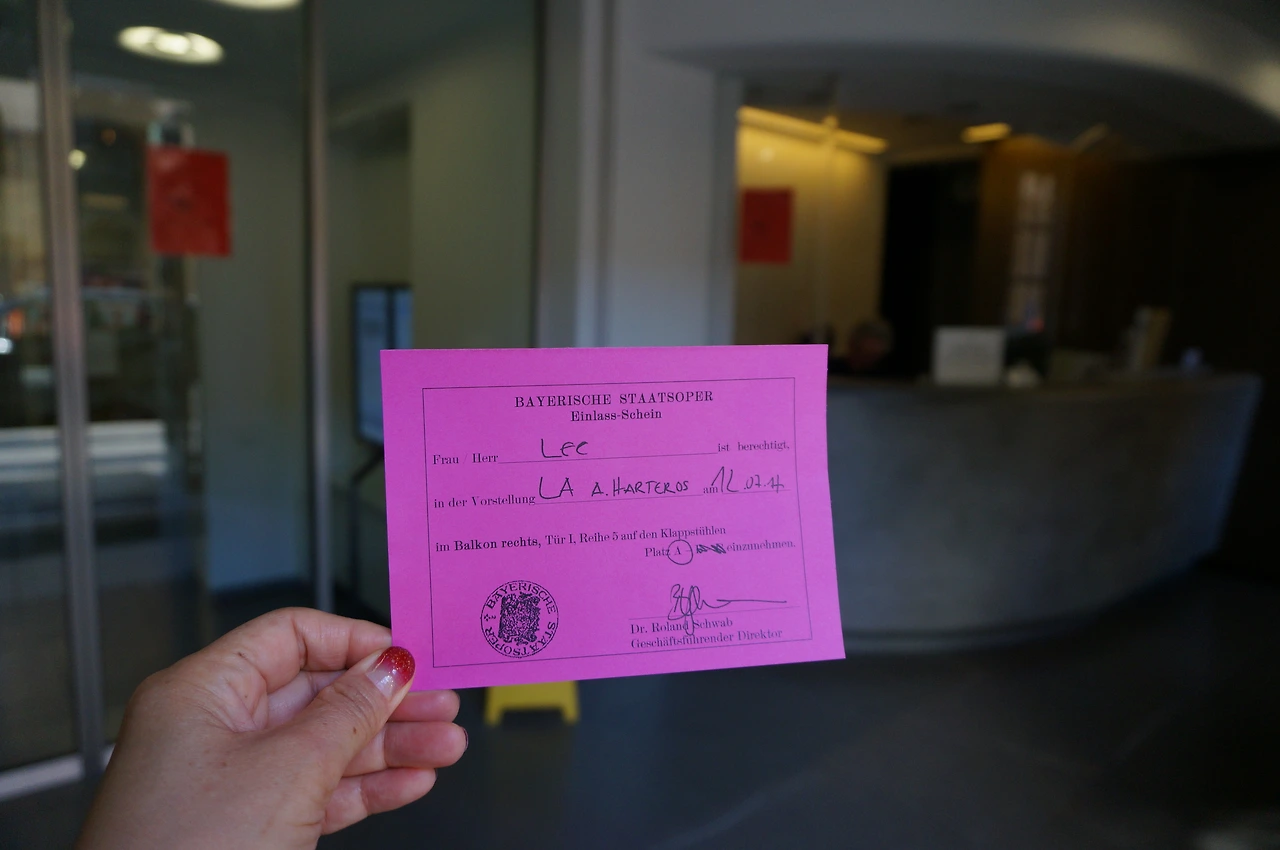 BAYERISCHE STAATSOPER
Einlass-Schein
Frau / Herr LEE ist berechtigt,
in der Vorstellung LA A. HARTEROS am 12.07.14
im Balkon rechts, Tür I, Reihe 5 auf den Klappstühlen
Platz A - einzunehmen.
BAYERISCHE STAATSOPER
Dr. Roland Schwab
Geschäftsführender Direktor